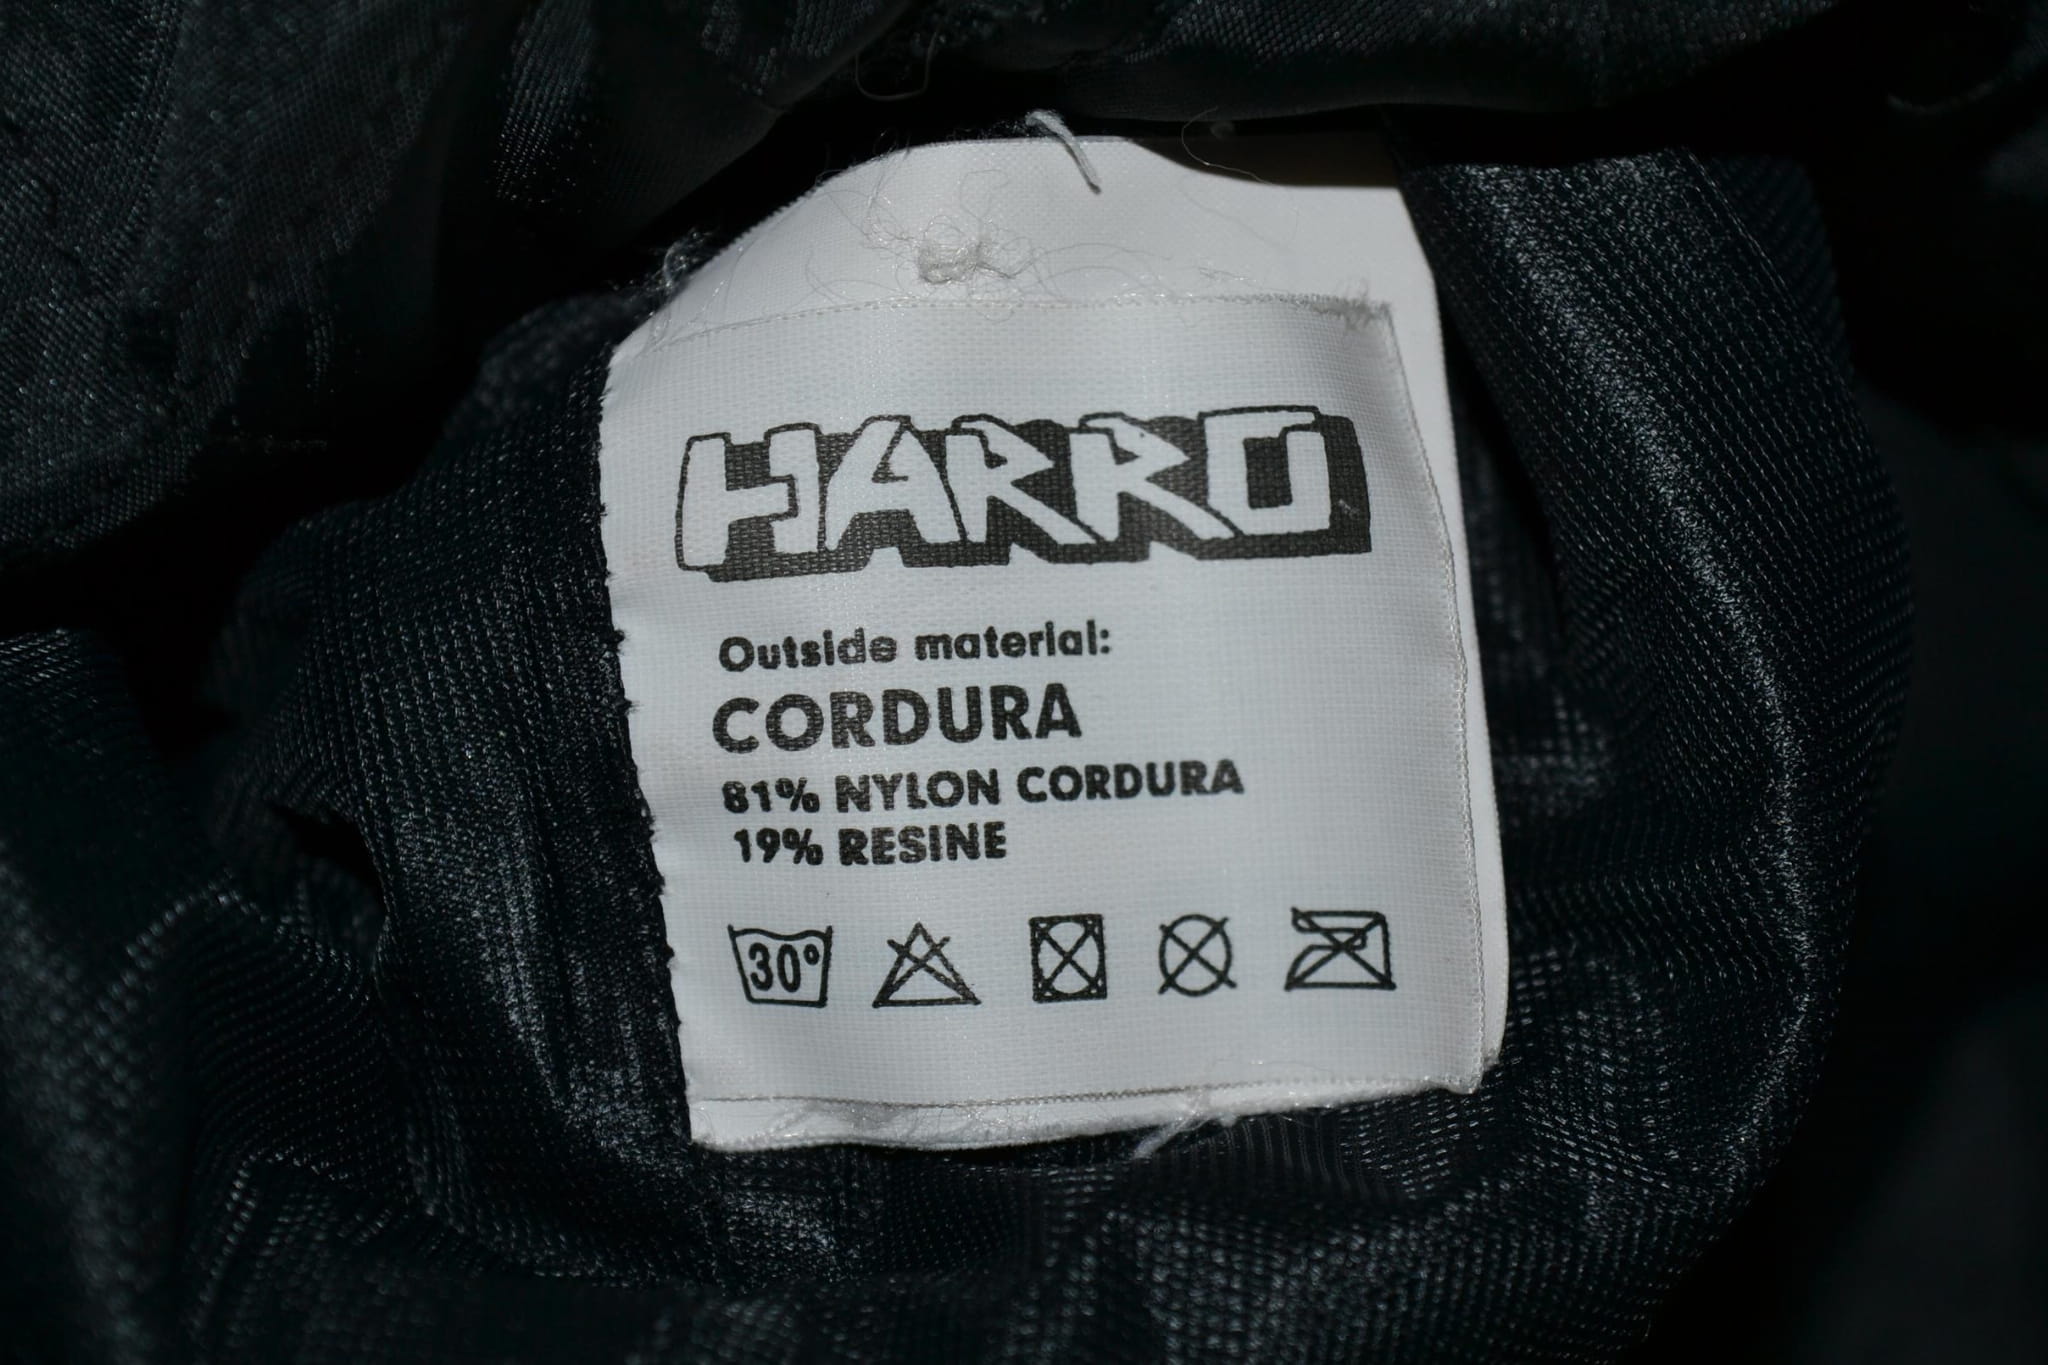 HARRO
Outside material:
CORDURA
81% NYLON CORDURA
19% RESINE
30°